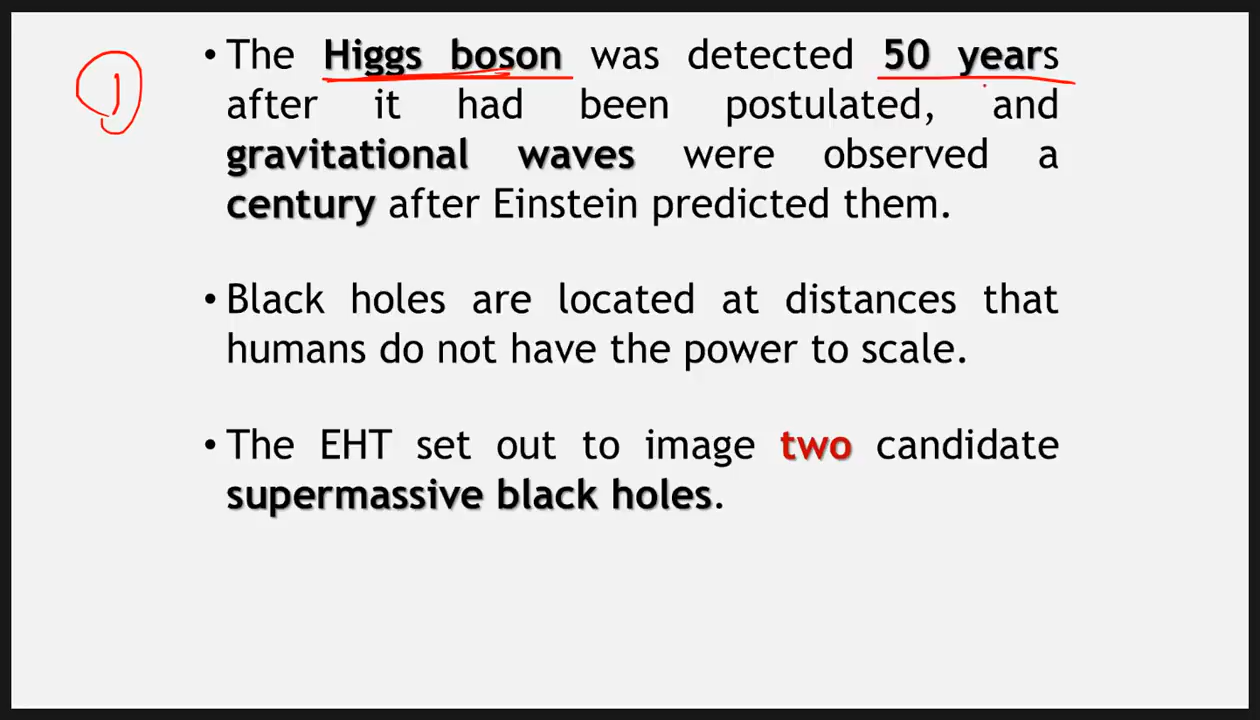 1
• The Higgs boson was detected 50 years
after it had been postulated, and
gravitational waves were observed a
century after Einstein predicted them.
• Black holes are located at distances that
humans do not have the power to scale.
• The EHT set out to image two candidate
supermassive black holes.